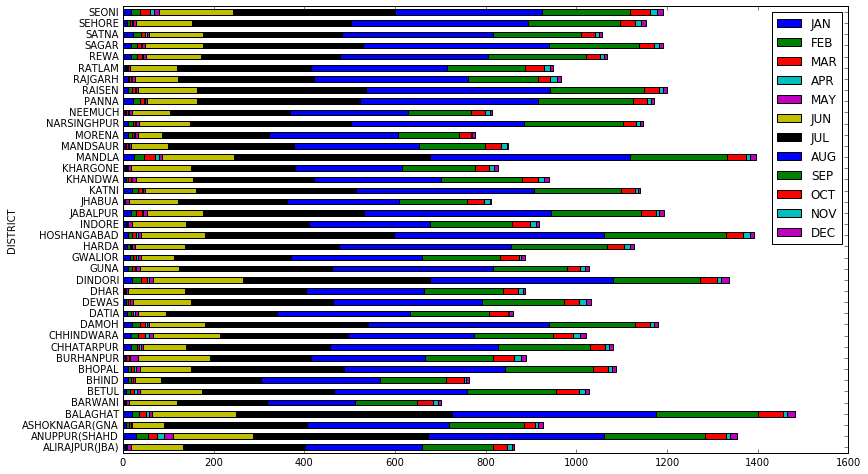 SEONI
SEHORE
SATNA
SAGAR
REWA
RATLAM
RAJGARH
RAISEN
PANNA
NEEMUCH
NARSINGHPUR
MORENA
MANDSAUR
MANDLA
KHARGONE
KHANDWA
KATNI
JHABUA
JABALPUR
INDORE
HOSHANGABAD
HARDA
GWALIOR
GUNA
DINDORI
DHAR
DEWAS
DATIA
DAMOH
CHHINDWARA
CHHATARPUR
BURHANPUR
BHOPAL
BHIND
BETUL
BARWANI
BALAGHAT
ASHOKNAGAR(GNA
ANUPPUR(SHAHD
ALIRAJPUR(JBA)
DISTRICT
0 200 400 600 800 1000 1200 1400 1600
JAN
FEB
MAR
APR
MAY
JUN
JUL
AUG
SEP
OCT
NOV
DEC